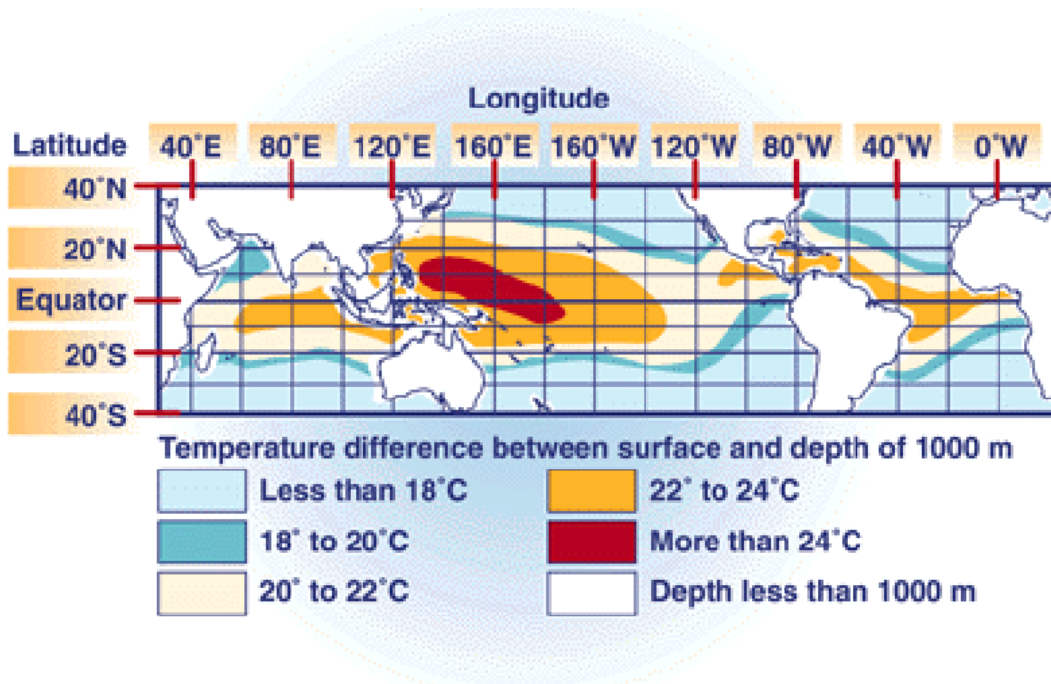 Longitude
Latitude 40°E 80°E 120°E 160°E 160°W 120°W 80°W 40°W 0°W
40°N
20°N
Equator
20°S
40°S
Temperature difference between surface and depth of 1000 m
Less than 18°C 22° to 24°C
18° to 20°C More than 24°C
20° to 22°C Depth less than 1000 m